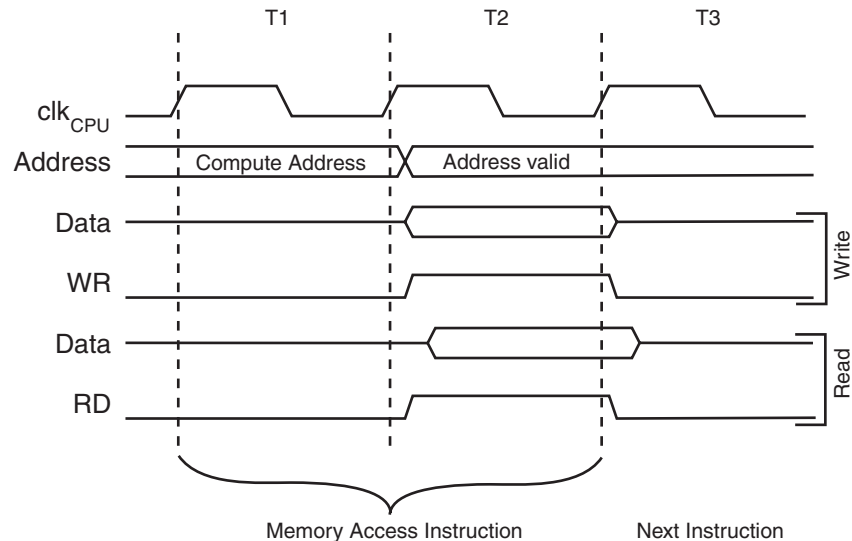 T1 T2 T3
clkCPU
Address Compute Address Address valid
Data
WR
Write
Data
RD
Read
Memory Access Instruction Next Instruction